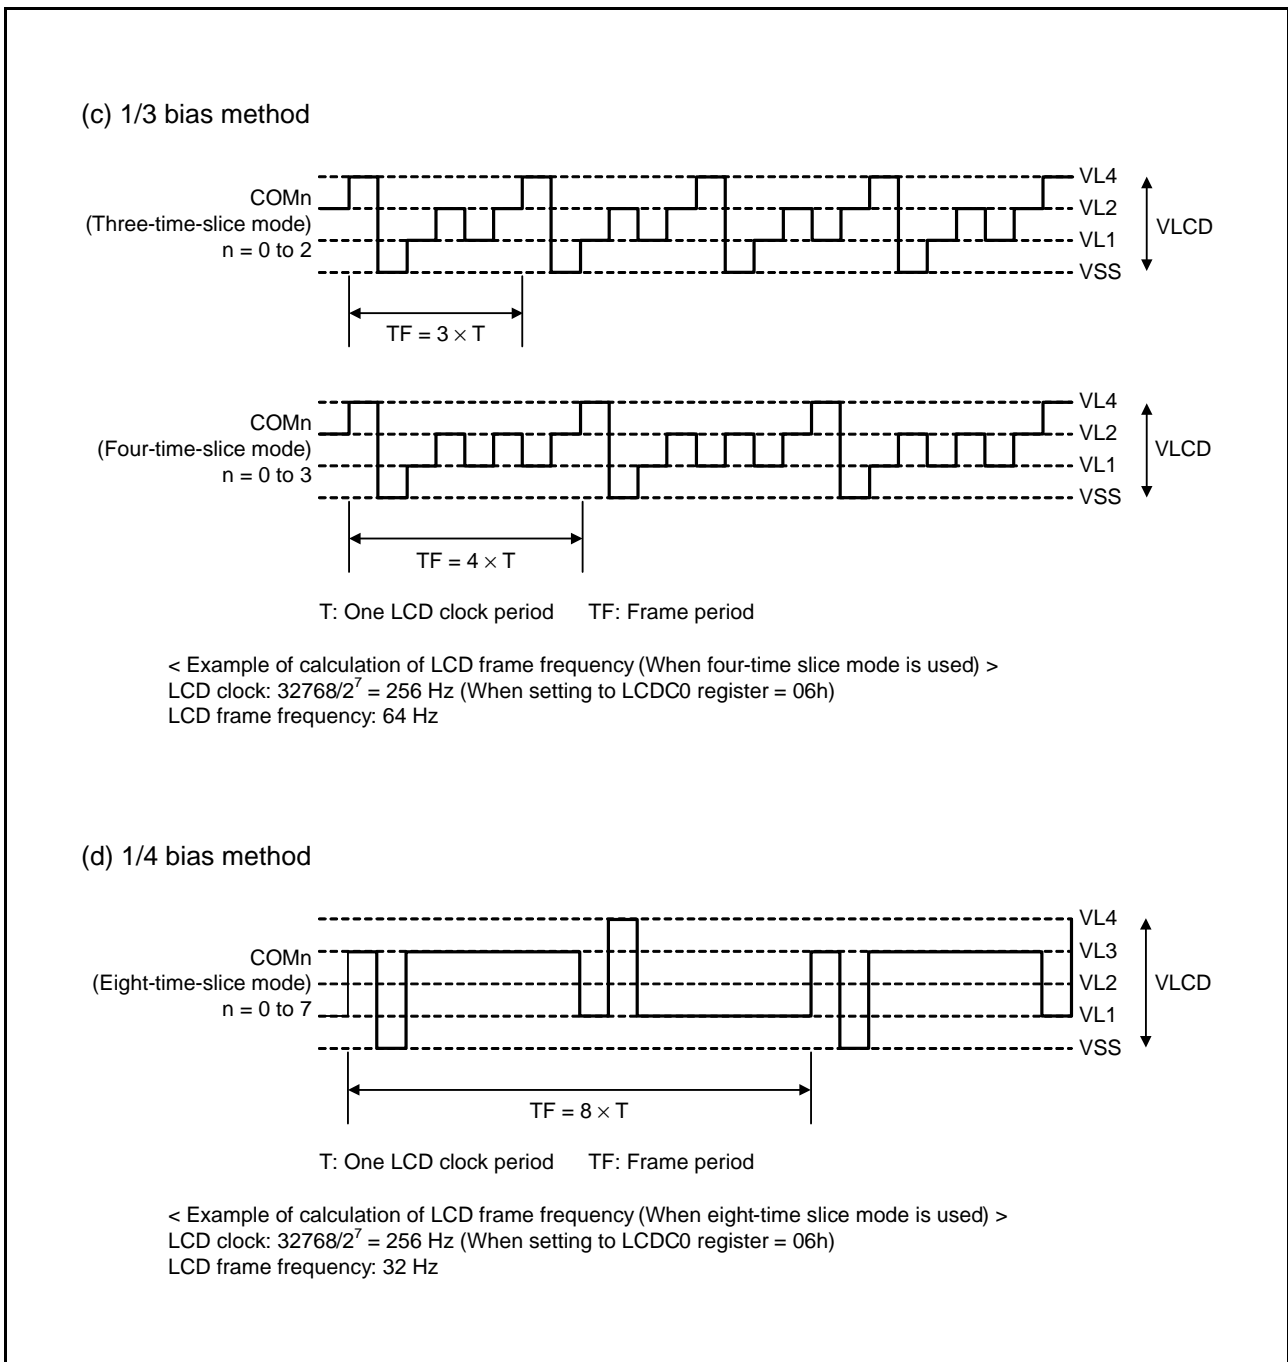 (c) 1/3 bias method
COMn
(Three-time-slice mode)
n = 0 to 2
VL4
VL2
VL1
VSS
VLCD
TF = 3 × T
COMn
(Four-time-slice mode)
n = 0 to 3
VL4
VL2
VL1
VSS
VLCD
TF = 4 × T
T: One LCD clock period TF: Frame period
< Example of calculation of LCD frame frequency (When four-time slice mode is used) >
LCD clock: 32768/2⁷ = 256 Hz (When setting to LCDC0 register = 06h)
LCD frame frequency: 64 Hz
(d) 1/4 bias method
COMn
(Eight-time-slice mode)
n = 0 to 7
VL4
VL3
VL2
VL1
VSS
VLCD
TF = 8 × T
T: One LCD clock period TF: Frame period
< Example of calculation of LCD frame frequency (When eight-time slice mode is used) >
LCD clock: 32768/2⁷ = 256 Hz (When setting to LCDC0 register = 06h)
LCD frame frequency: 32 Hz